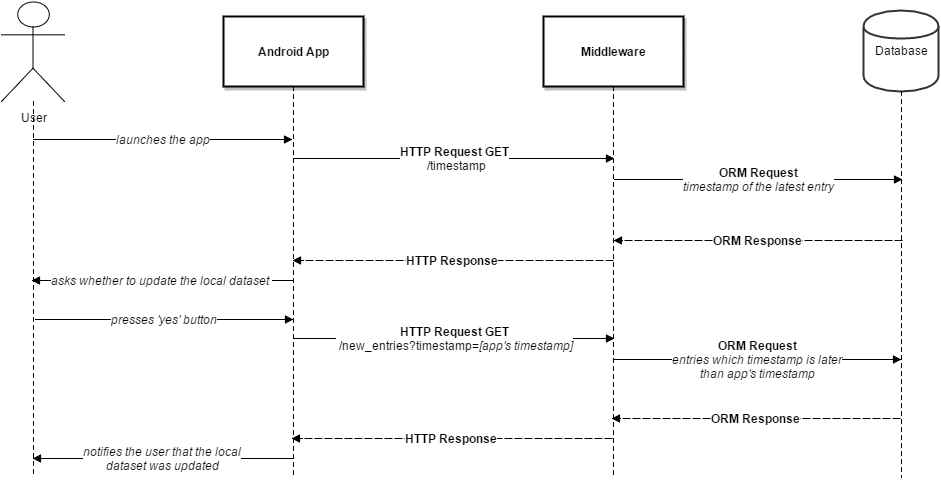 Android App
Middleware
Database
User
launches the app
HTTP Request GET
/timestamp
ORM Request
timestamp of the latest entry
ORM Response
HTTP Response
asks whether to update the local dataset
presses 'yes' button
HTTP Request GET
/new_entries?timestamp=[app's timestamp]
ORM Request
entries which timestamp is later
than app's timestamp
ORM Response
HTTP Response
notifies the user that the local
dataset was updated